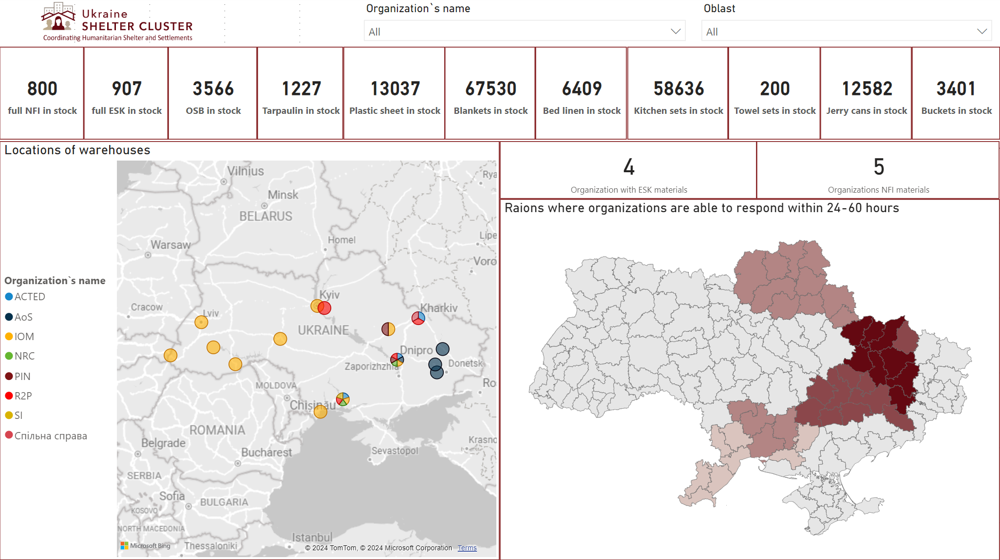 Ukraine
SHELTER CLUSTER
Coordinating Humanitarian Shelter and Settlements
Organization`s name
All
Oblast
All
800
full NFI in stock
907
full ESK in stock
3566
OSB in stock
1227
Tarpaulin in stock
13037
Plastic sheet in stock
67530
Blankets in stock
6409
Bed linen in stock
58636
Kitchen sets in stock
200
Towel sets in stock
12582
Jerry cans in stock
3401
Buckets in stock
Locations of warehouses
Organization`s name
ACTED
AoS
IOM
NRC
PIN
R2P
SI
Спільна справа
Vilnius
Rya
Minsk
BELARUS
Lipe
Homel
Warsaw
Voro
Kyiv
Cracow
Lviv
Kharkiv
UKRAINE
Dnipro
Zaporizhzhia
Donetsk
MOLDOVA
Ro
Chișinău
ROMANIA
Belgrade
Krasno
Bucharest
Sevastopol
SERBIA
Sofia
BULGARIA
KOSOVO
NORTH MACEDONIA
Istanbul
Thessaloniki
Microsoft Bing
© 2024 TomTom, © 2024 Microsoft Corporation Terms
4
Organization with ESK materials
5
Organizations NFI materials
Raions where organizations are able to respond within 24-60 hours